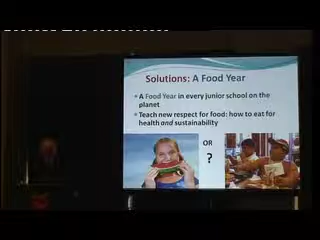 Solutions: A Food Year
• A Food Year in every junior school on the
planet
• Teach new respect for food: how to eat for
health and sustainability
OR
?